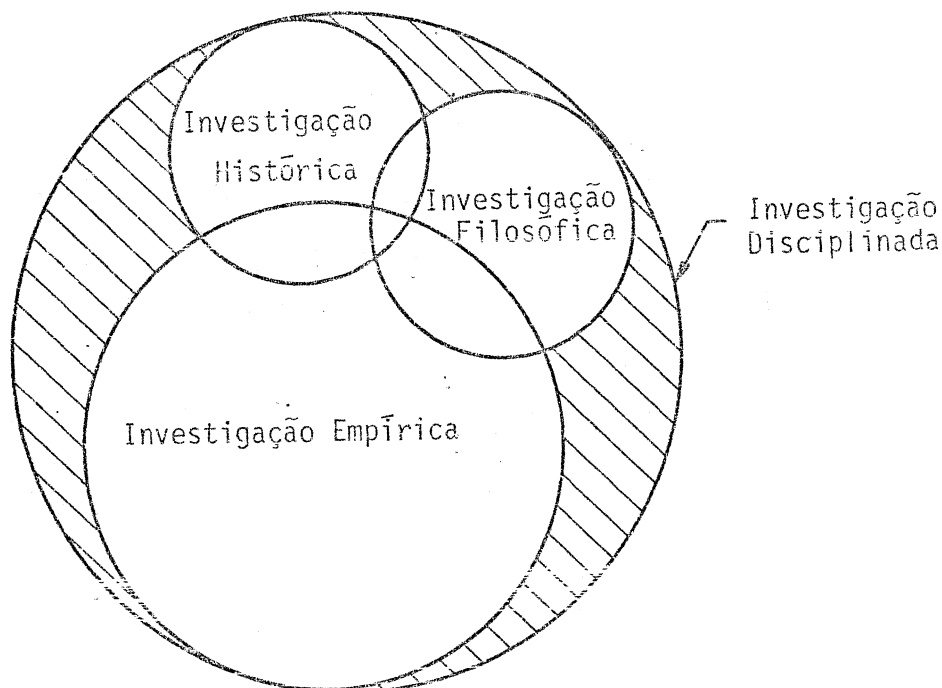 Investigação
Histórica
Investigação
Filosófica
Investigação
Disciplinada
Investigação Empírica